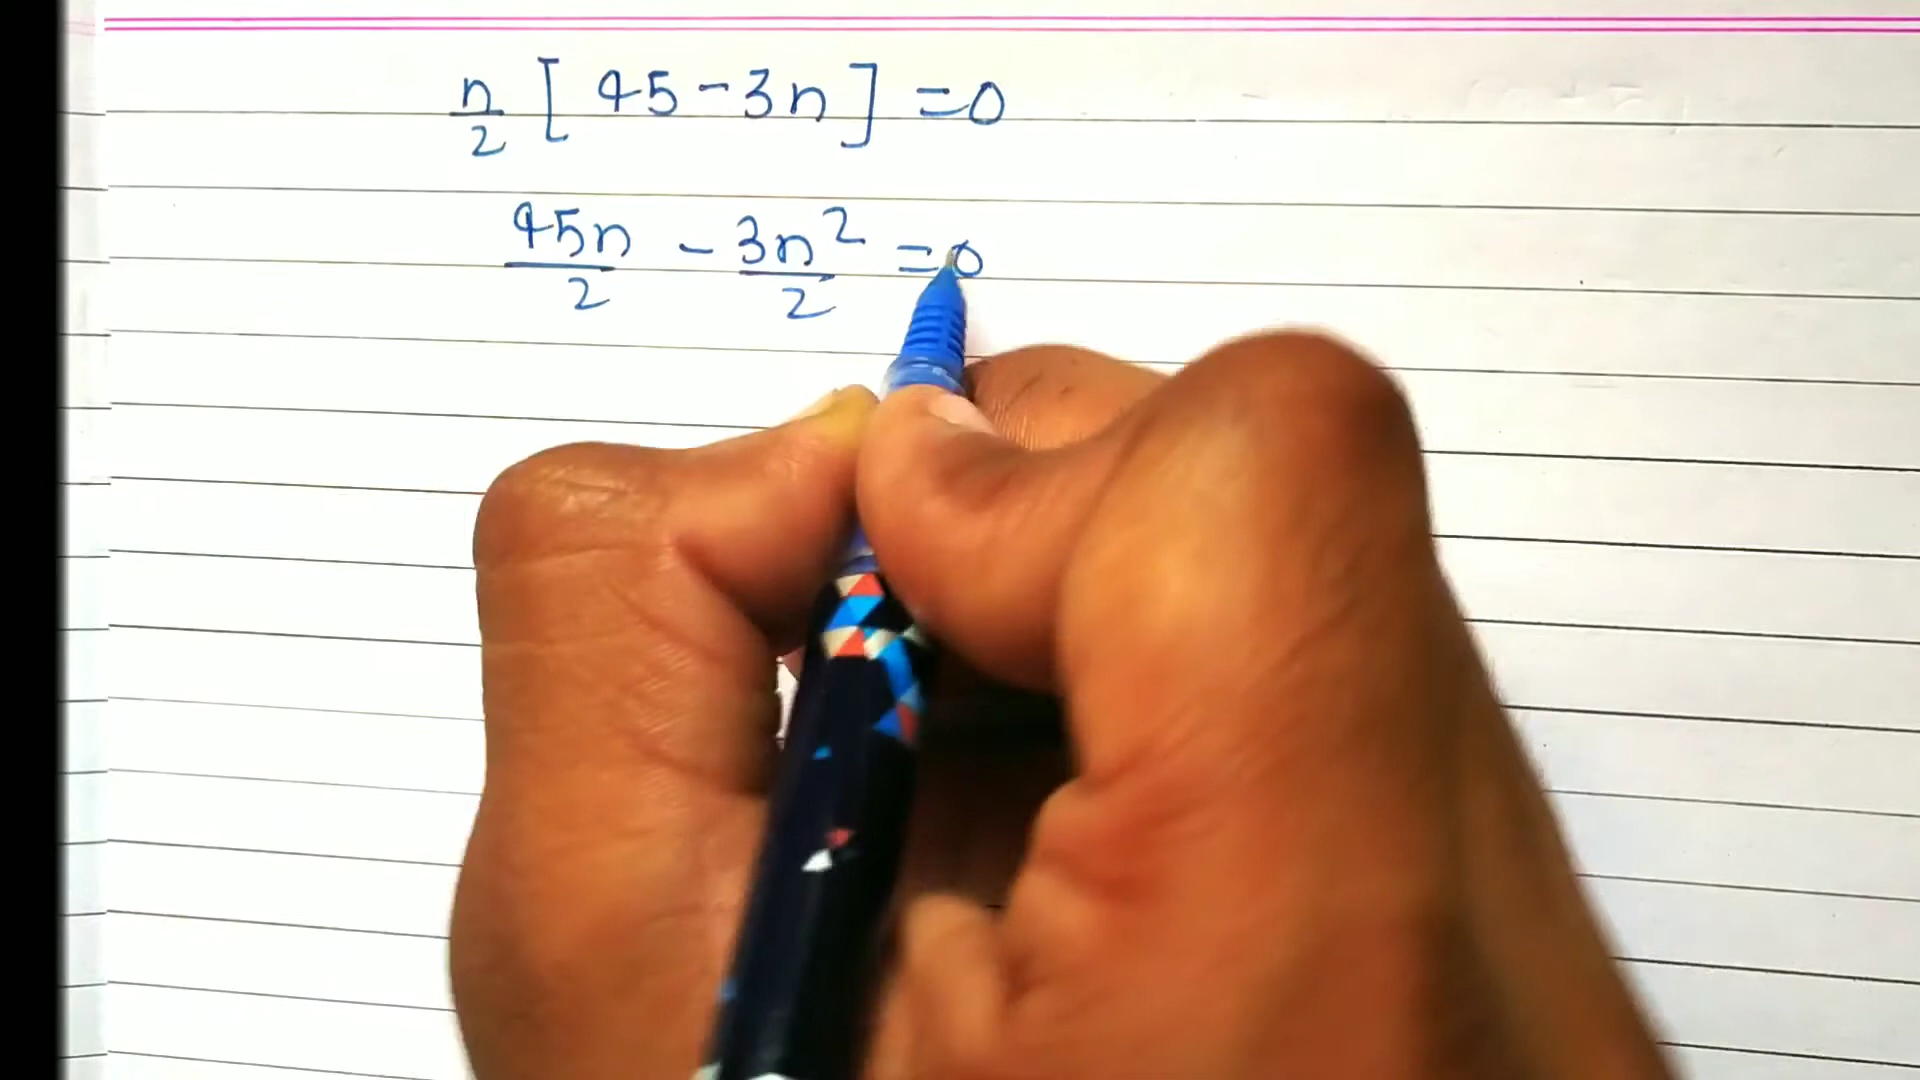 n/2 [ 45 - 3n ] = 0
45n/2 - 3n²/2 = 0